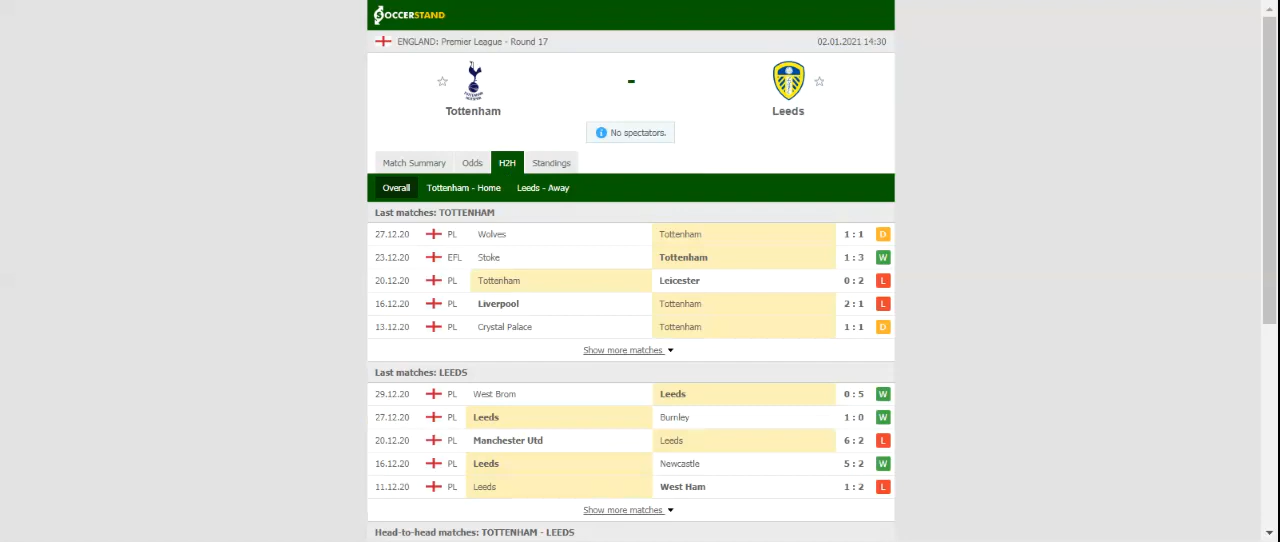 SOCCERSTAND
ENGLAND: Premier League - Round 17 02.01.2021 14:30
-
Tottenham Leeds
No spectators.
Match Summary Odds H2H Standings
Overall Tottenham - Home Leeds - Away
Last matches: TOTTENHAM
27.12.20 PL Wolves Tottenham 1 : 1 D
23.12.20 EFL Stoke Tottenham 1 : 3 W
20.12.20 PL Tottenham Leicester 0 : 2 L
16.12.20 PL Liverpool Tottenham 2 : 1 L
13.12.20 PL Crystal Palace Tottenham 1 : 1 D
Show more matches
Last matches: LEEDS
29.12.20 PL West Brom Leeds 0 : 5 W
27.12.20 PL Leeds Burnley 1 : 0 W
20.12.20 PL Manchester Utd Leeds 6 : 2 L
16.12.20 PL Leeds Newcastle 5 : 2 W
11.12.20 PL Leeds West Ham 1 : 2 L
Show more matches
Head-to-head matches: TOTTENHAM - LEEDS